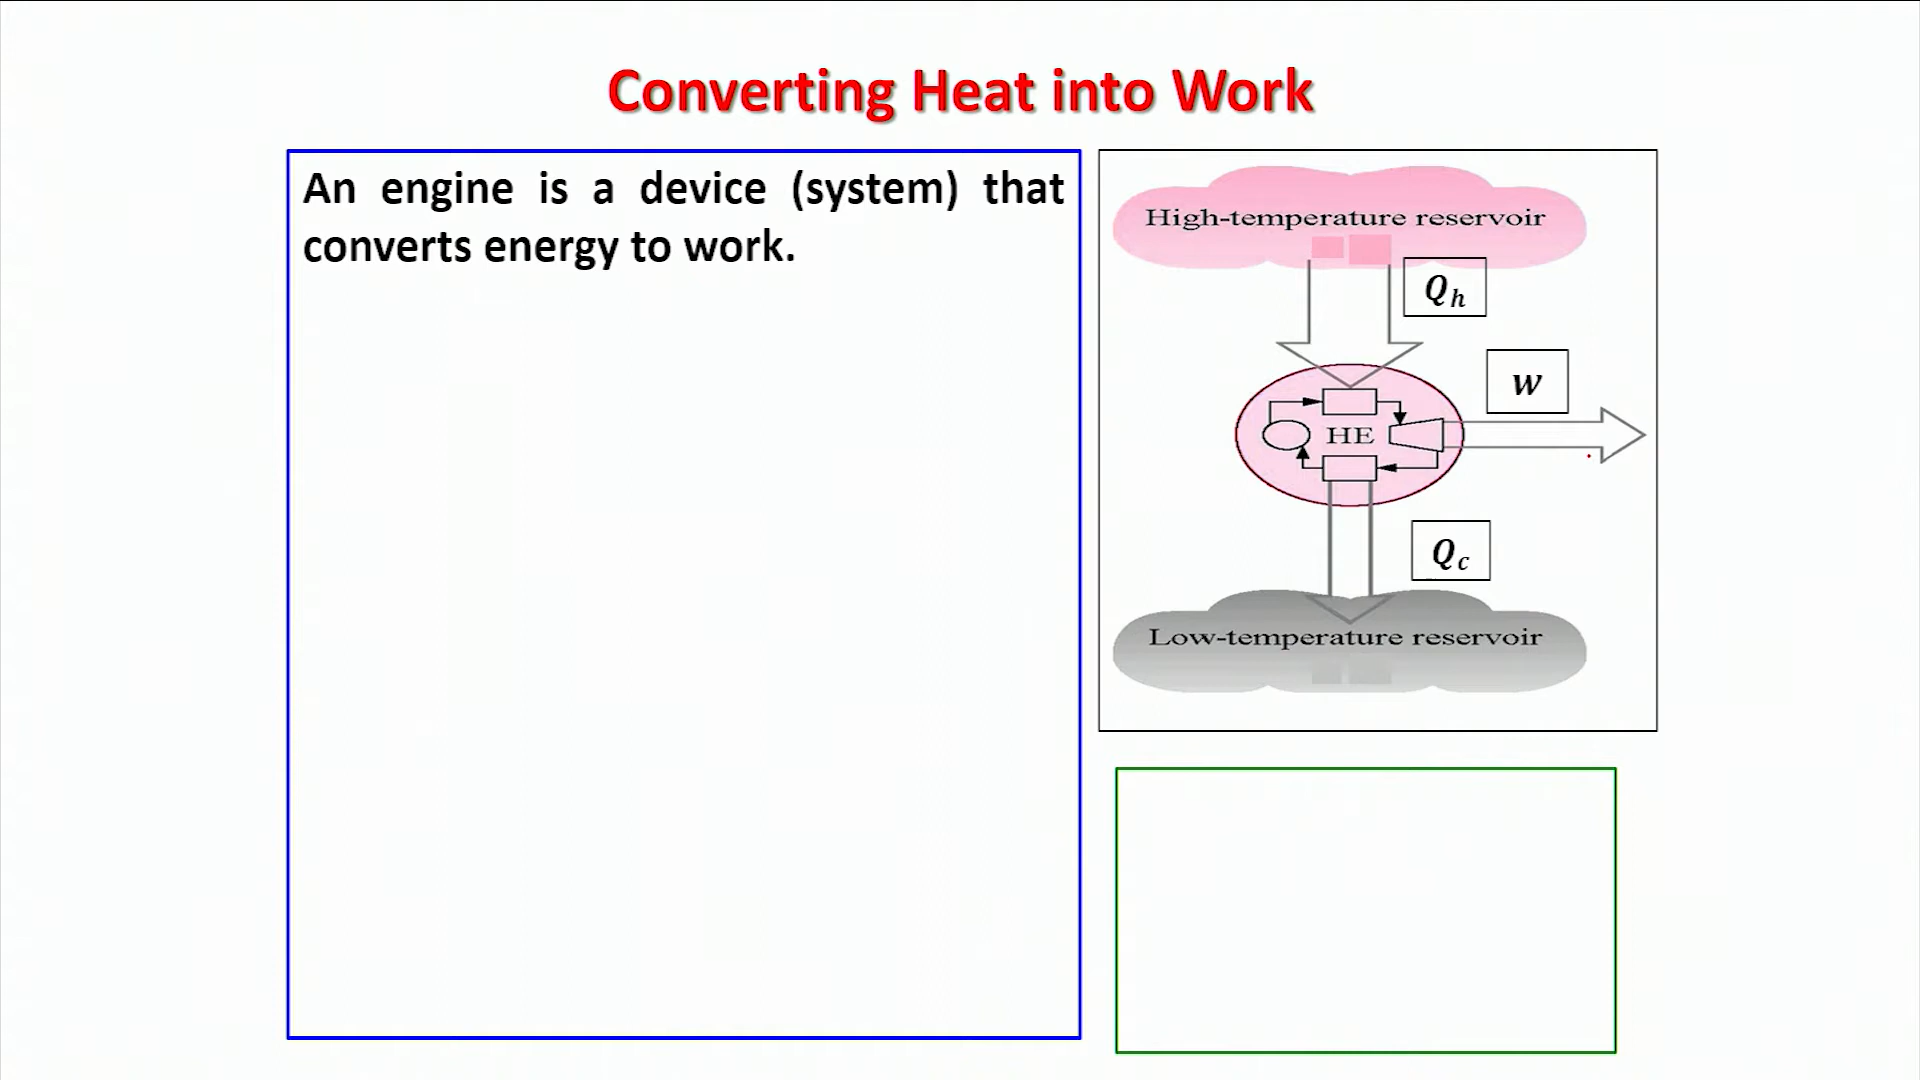 Converting Heat into Work
An engine is a device (system) that
converts energy to work.
High-temperature reservoir
Qₕ
W
HE
Q_c
Low-temperature reservoir